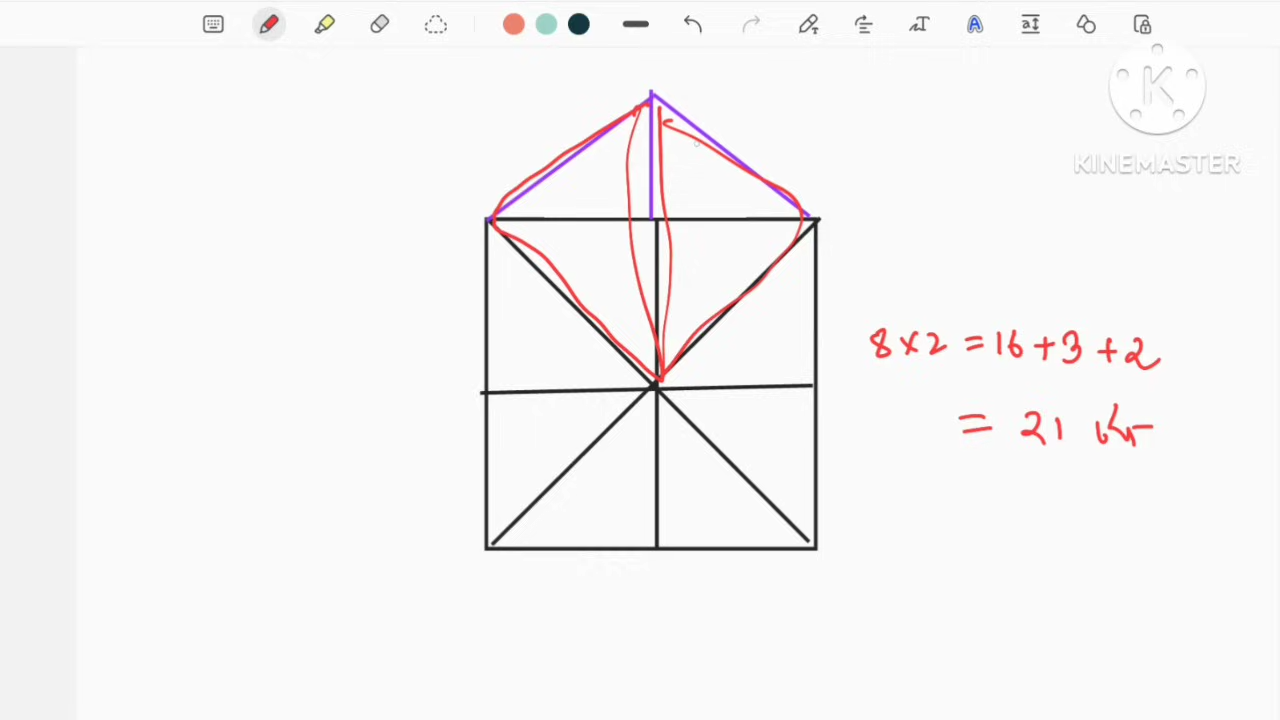 K
KINEMASTER
8×2 = 16+3+2
= 21